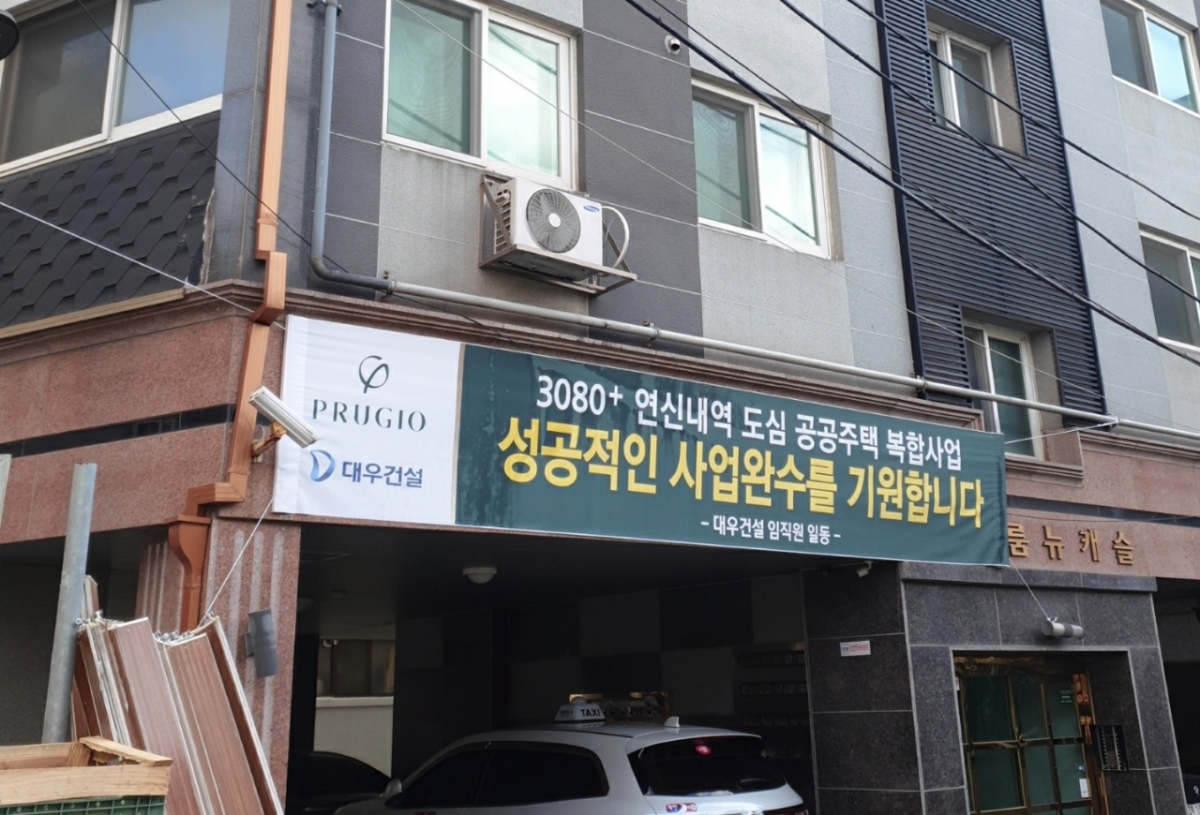 PRUGIO
대우건설
3080+ 연신내역 도심 공공주택 복합사업
성공적인 사업완수를 기원합니다
- 대우건설 임직원 일동 -
룸뉴캐슬
TAXI